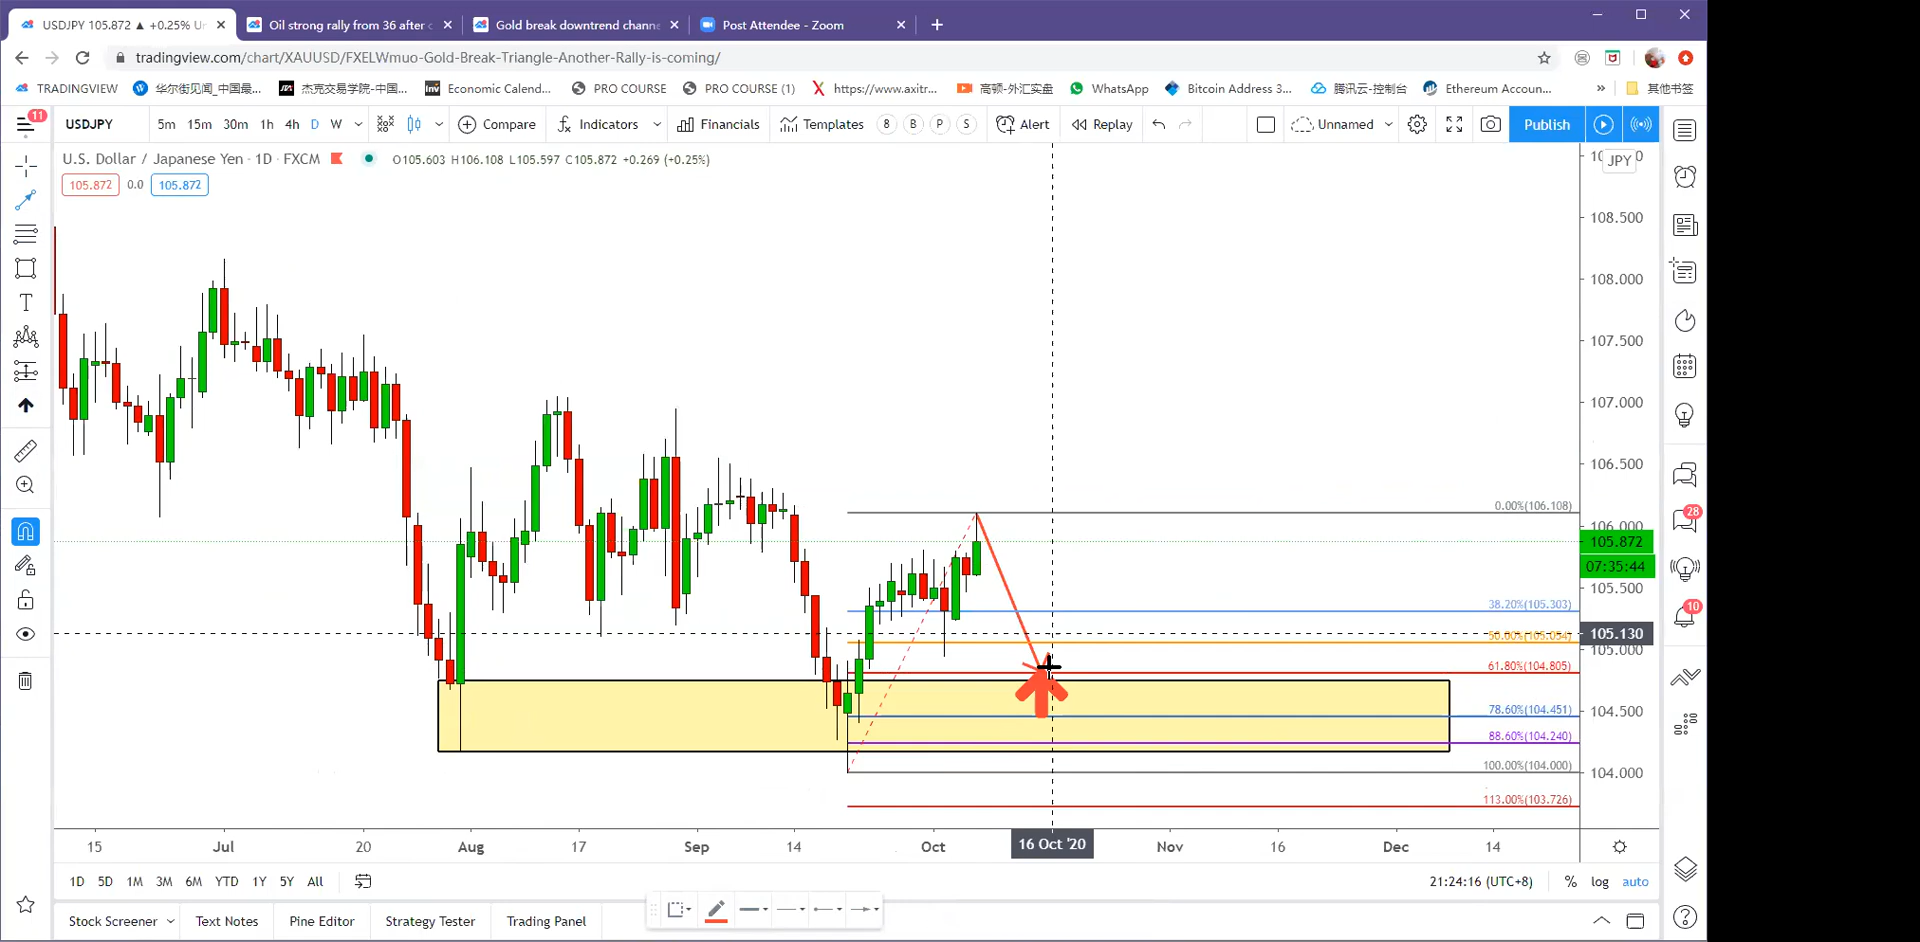 USDJPY 105.872 ▲ +0.25% Un
Oil strong rally from 36 after c
Gold break downtrend channe
Post Attendee - Zoom
tradingview.com/chart/XAUUSD/FXELWmuo-Gold-Break-Triangle-Another-Rally-is-coming/
TRADINGVIEW
华尔街见闻_中国最...
杰克交易学院-中国...
Economic Calend...
PRO COURSE
PRO COURSE (1)
https://www.axitr...
高顿-外汇实盘
WhatsApp
Bitcoin Address 3...
腾讯云-控制台
Ethereum Accoun...
»
其他书签
11
USDJPY
5m 15m 30m 1h 4h D W
Compare
Indicators
Financials
Templates
8 B P S
Alert
Replay
Unnamed
Publish
U.S. Dollar / Japanese Yen · 1D · FXCM
O105.603 H106.108 L105.597 C105.872 +0.269 (+0.25%)
105.872 0.0 105.872
JPY
108.500
108.000
107.500
107.000
106.500
0.00%(106.108)
106.000
105.872
07:35:44
105.500
38.20%(105.303)
50.00%(105.054)
105.130
105.000
61.80%(104.805)
78.60%(104.451)
104.500
88.60%(104.240)
100.00%(104.000)
104.000
113.00%(103.726)
28
10
15 Jul 20 Aug 17 Sep 14 Oct 16 Oct '20 Nov 16 Dec 14
1D 5D 1M 3M 6M YTD 1Y 5Y All
21:24:16 (UTC+8) % log auto
Stock Screener
Text Notes
Pine Editor
Strategy Tester
Trading Panel